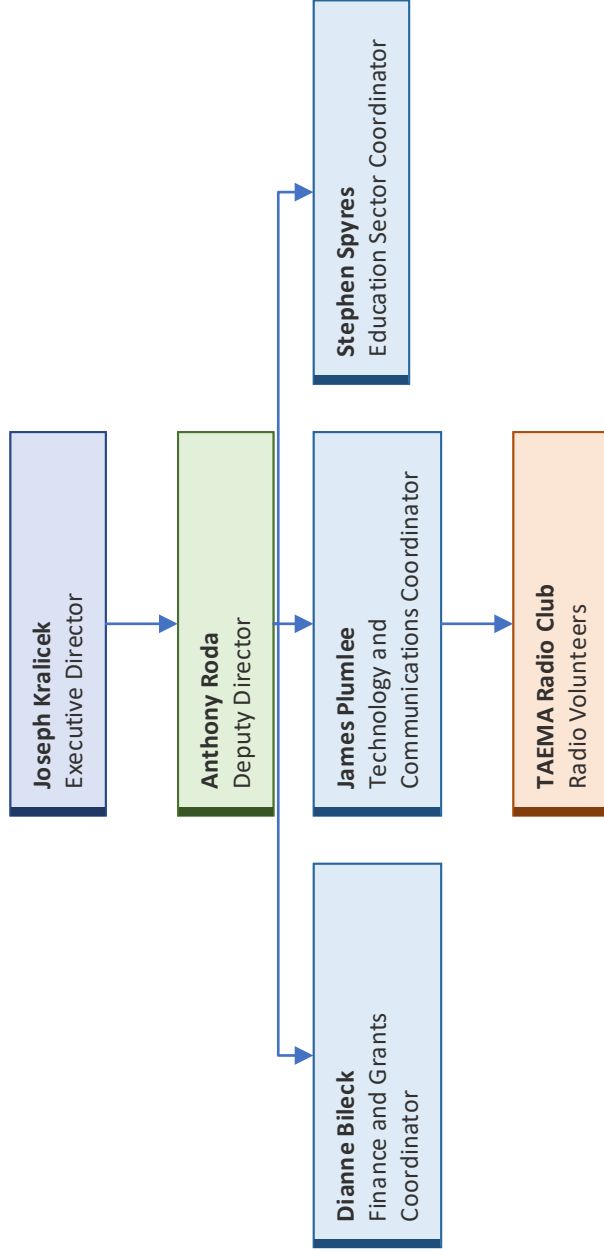 Joseph Kralicek
Executive Director
Anthony Roda
Deputy Director
Dianne Bileck
Finance and Grants
Coordinator
James Plumlee
Technology and
Communications Coordinator
Stephen Spyres
Education Sector Coordinator
TAEMA Radio Club
Radio Volunteers